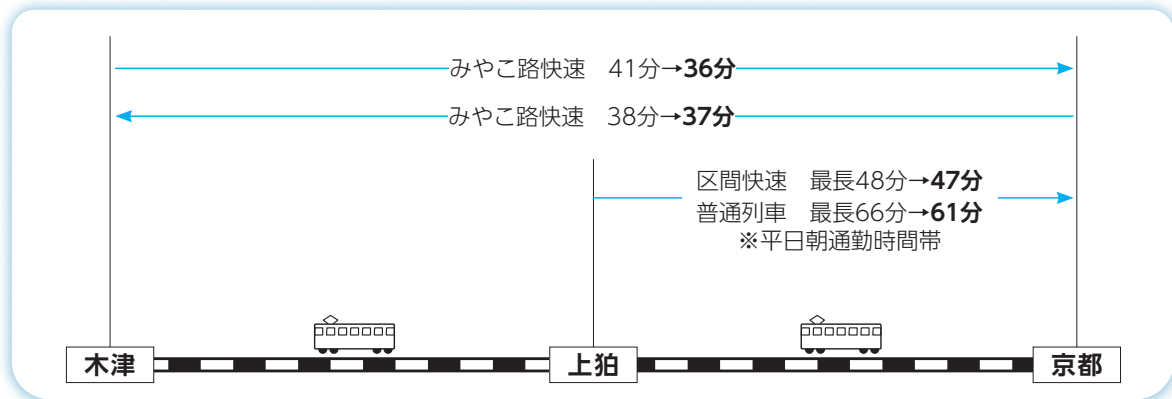 みやこ路快速　41分→36分
みやこ路快速　38分→37分
区間快速　最長48分→47分
普通列車　最長66分→61分
※平日朝通勤時間帯
木津
上狛
京都